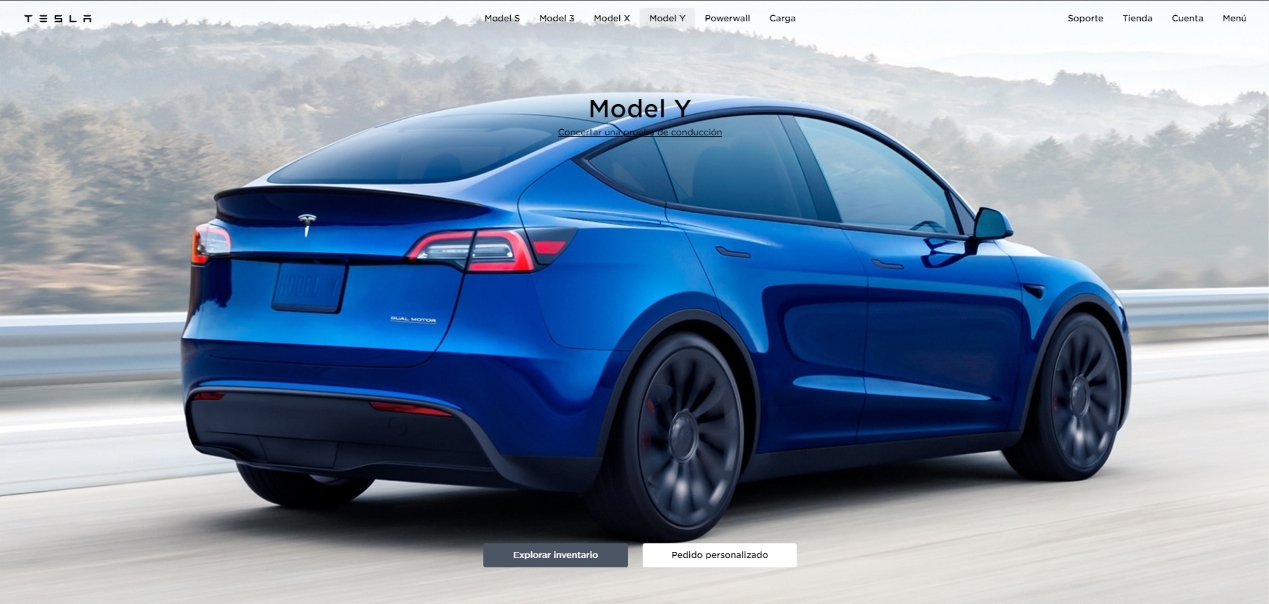 TESLA
Model S
Model 3
Model X
Model Y
Powerwall
Carga
Soporte
Tienda
Cuenta
Menú
Model Y
Concertar una prueba de conducción
DUAL MOTOR
Explorar inventario
Pedido personalizado